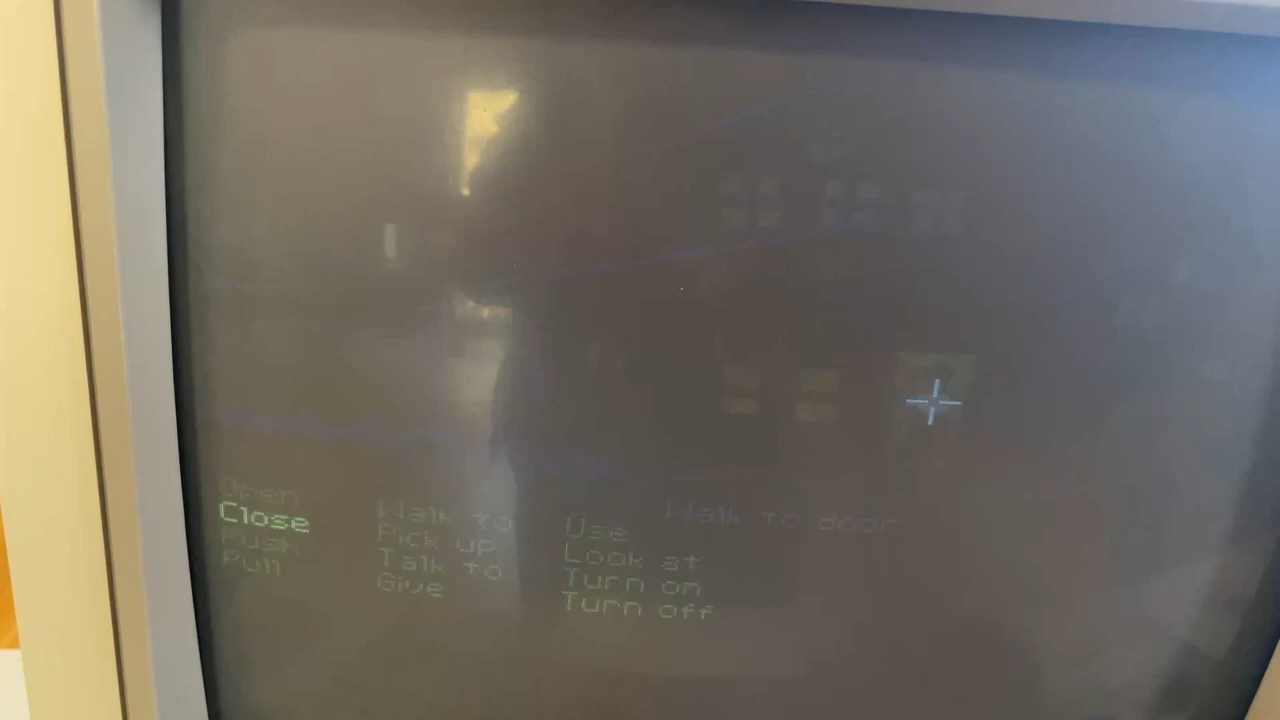 Walk to door
Open Walk to Use
Close Pick up Look at
Push Talk to Turn on
Pull Give Turn off